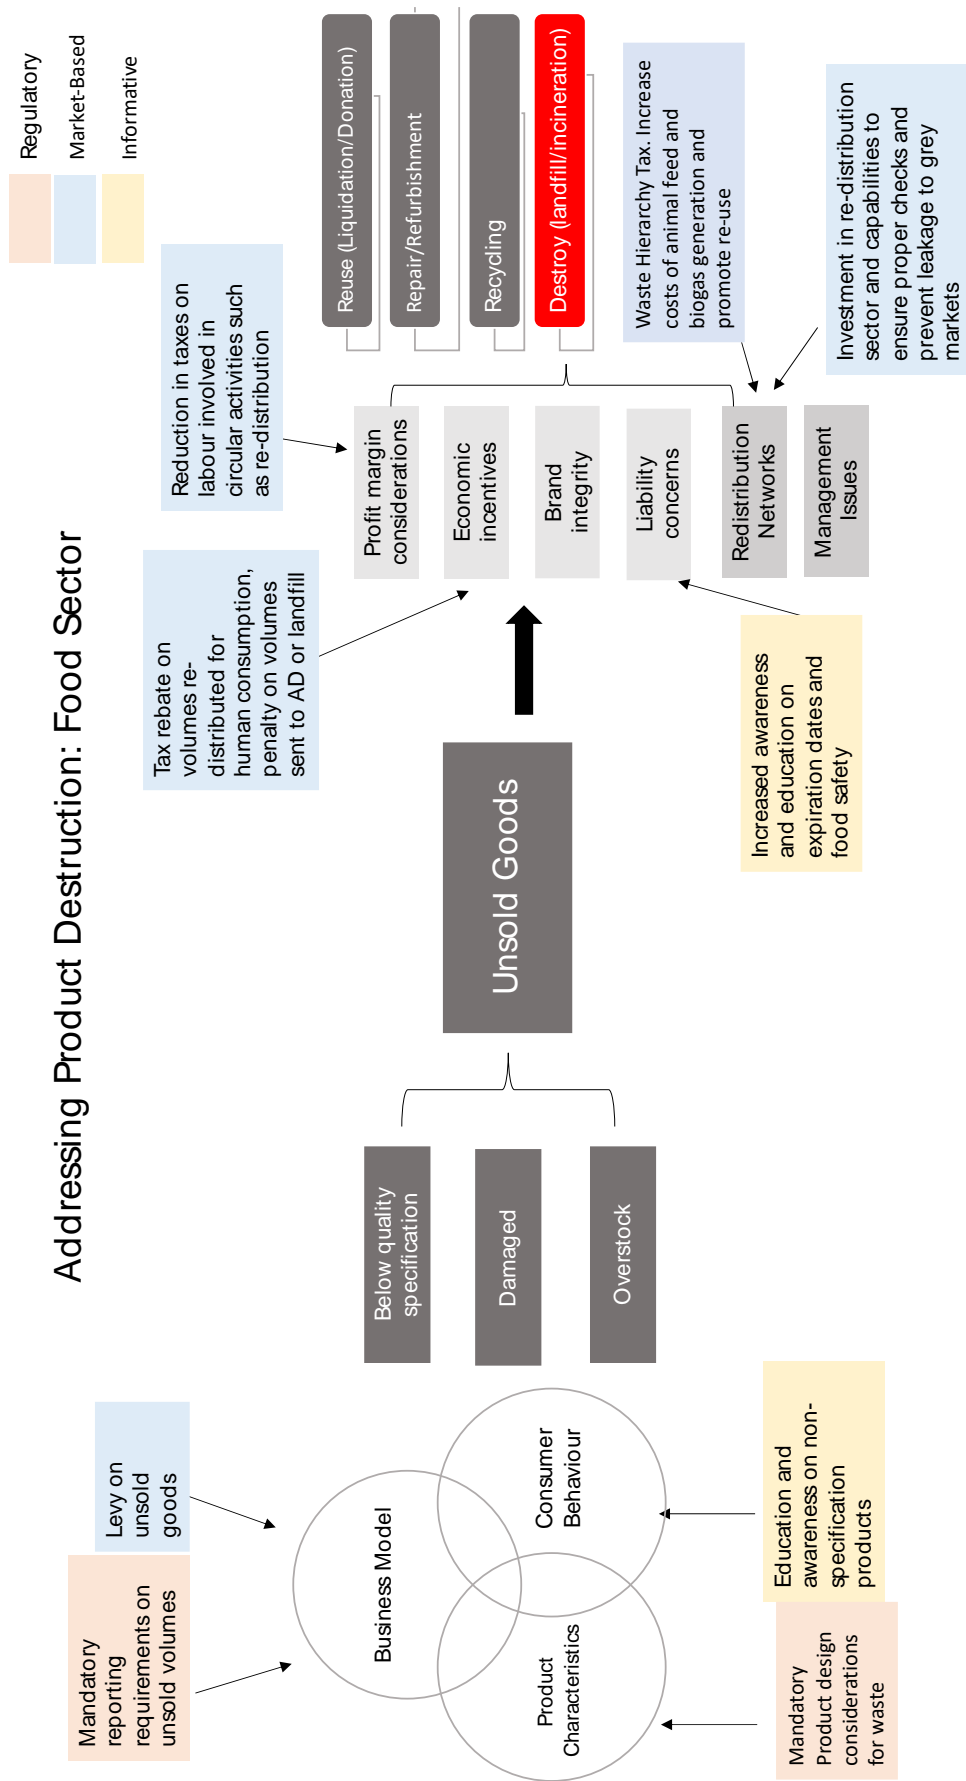 Addressing Product Destruction: Food Sector
Regulatory
Market-Based
Informative
Mandatory
reporting
requirements on
unsold volumes
Levy on
unsold
goods
Business Model
Product
Characteristics
Consumer
Behaviour
Mandatory
Product design
considerations
for waste
Education and
awareness on non-
specification
products
Below quality
specification
Damaged
Overstock
Unsold Goods
Tax rebate on
volumes re-
distributed for
human consumption,
penalty on volumes
sent to AD or landfill
Reduction in taxes on
labour involved in
circular activities such
as re-distribution
Profit margin
considerations
Economic
incentives
Brand
integrity
Liability
concerns
Redistribution
Networks
Management
Issues
Increased awareness
and education on
expiration dates and
food safety
Reuse (Liquidation/Donation)
Repair/Refurbishment
Recycling
Destroy (landfill/incineration)
Waste Hierarchy Tax. Increase
costs of animal feed and
biogas generation and
promote re-use
Investment in re-distribution
sector and capabilities to
ensure proper checks and
prevent leakage to grey
markets